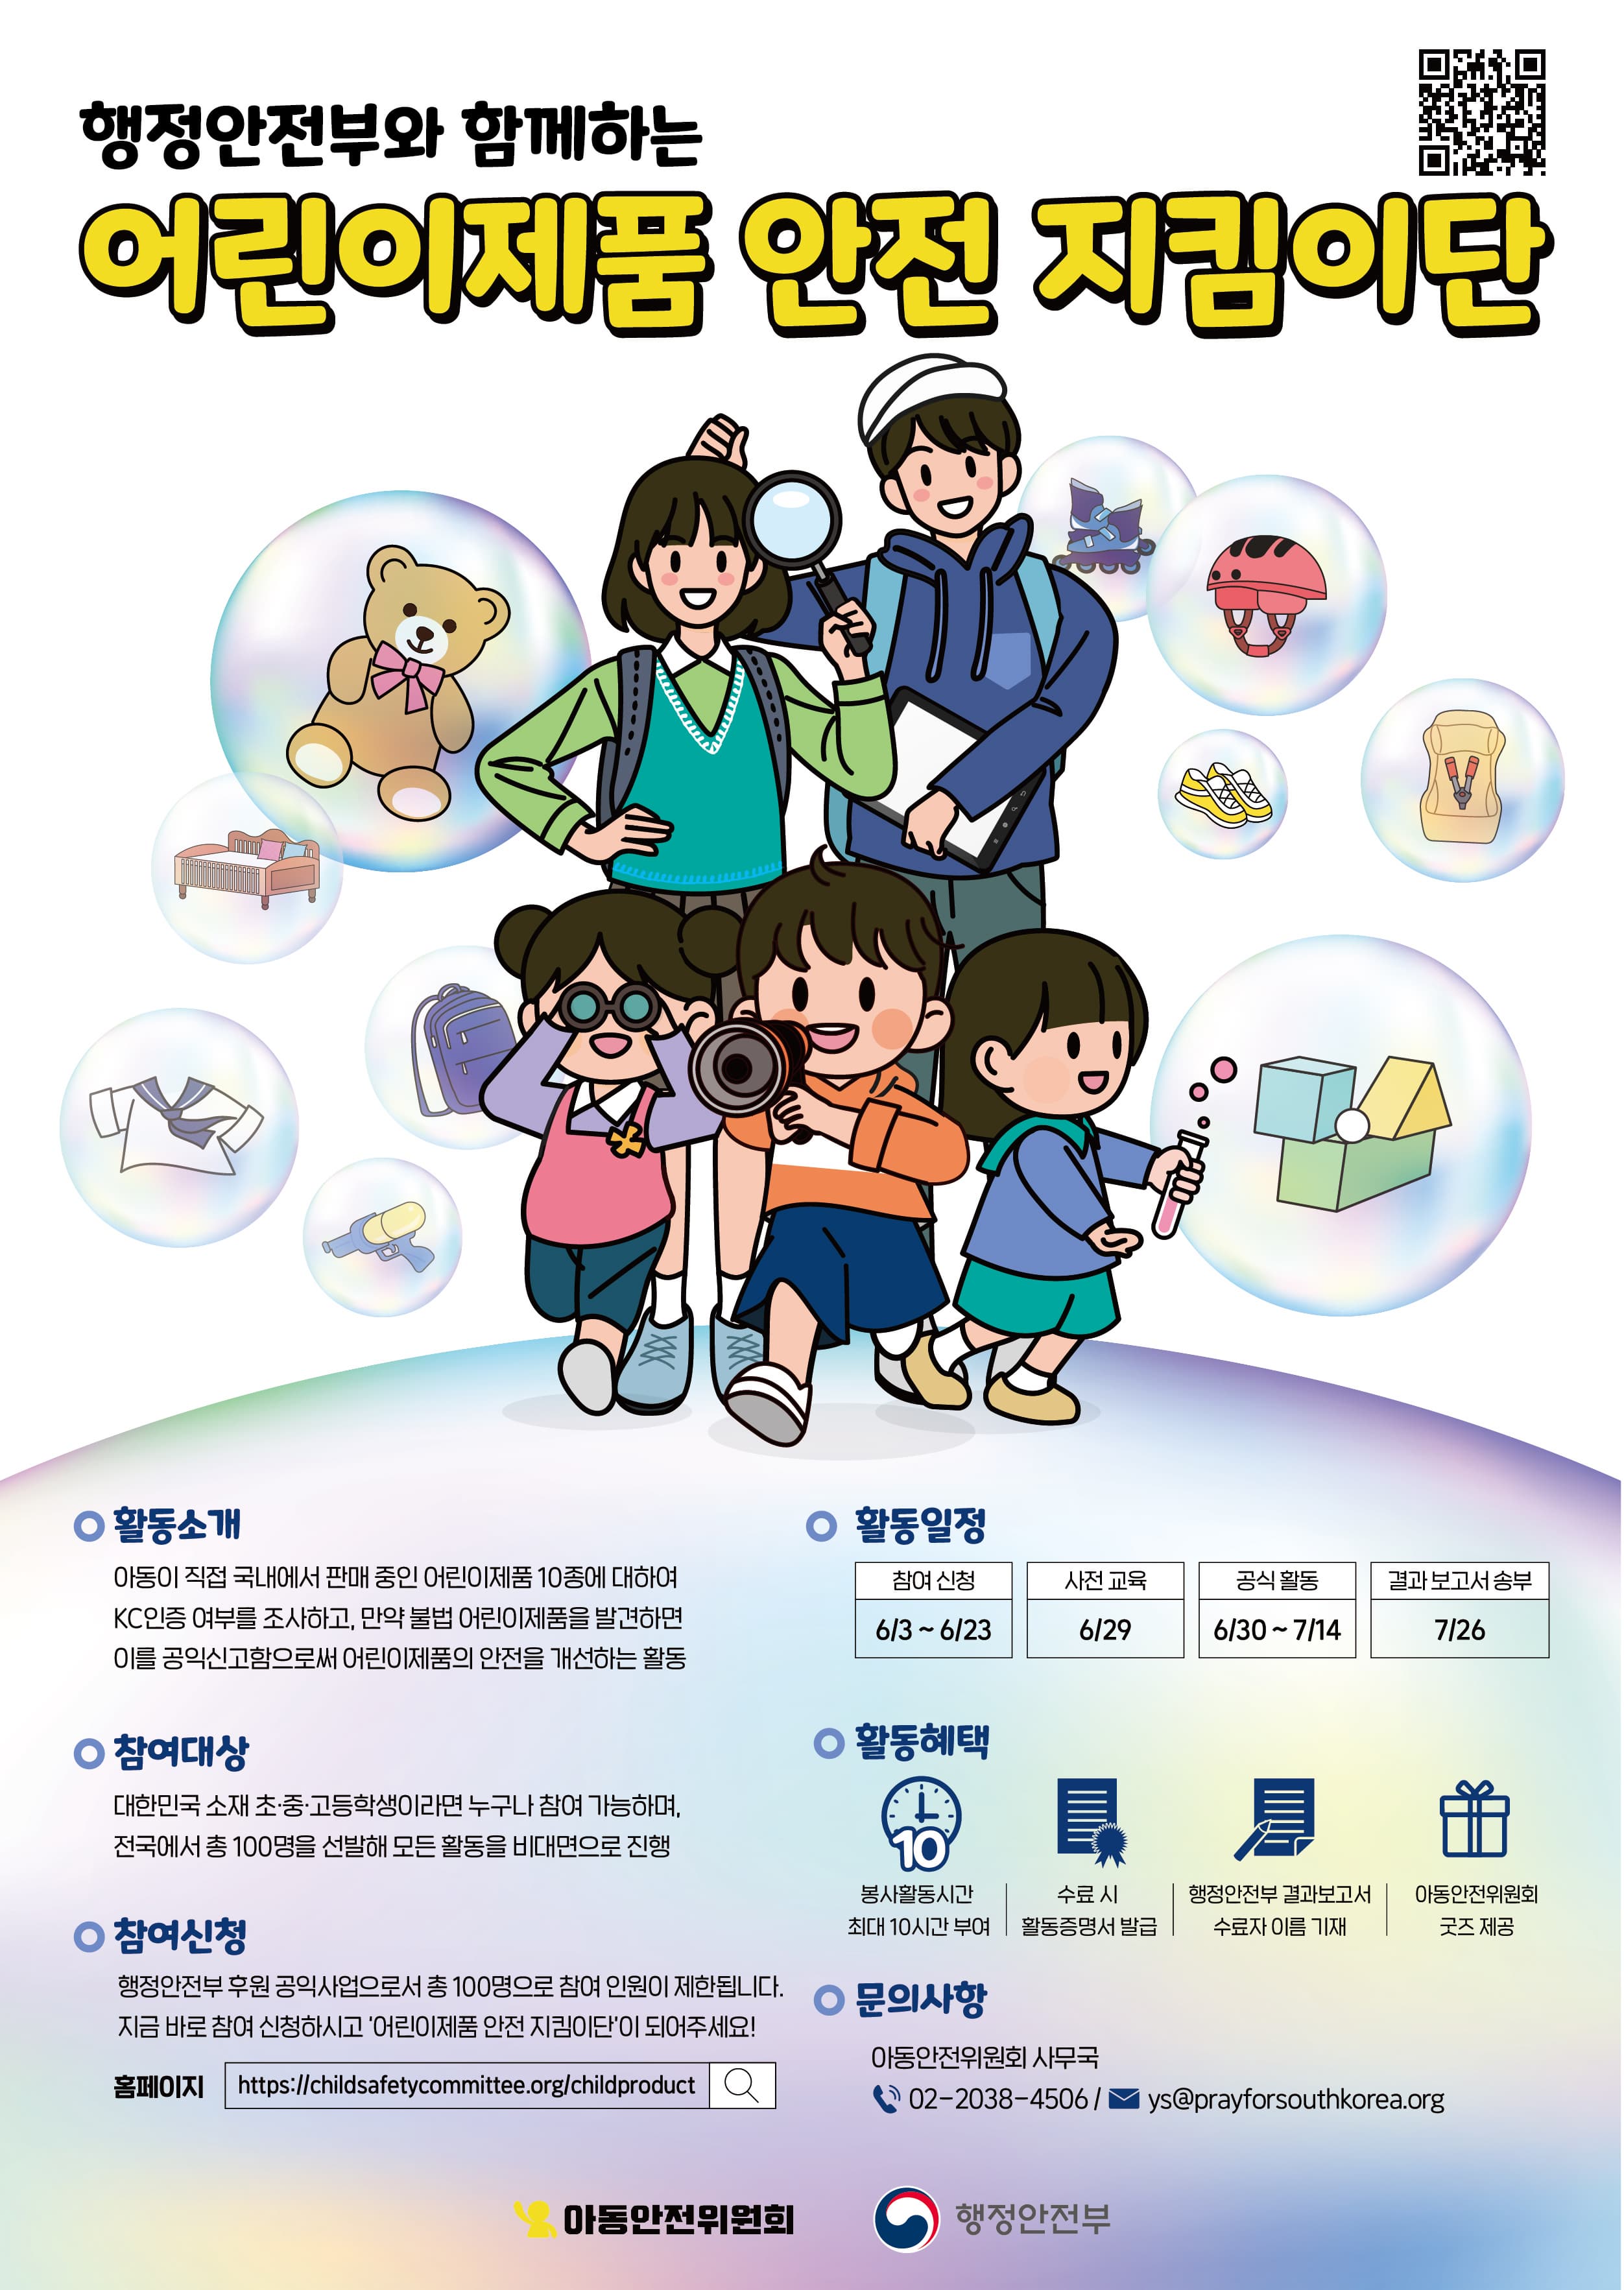 행정안전부와 함께하는
어린이제품 안전 지킴이단
활동소개
아동이 직접 국내에서 판매 중인 어린이제품 10종에 대하여
KC인증 여부를 조사하고, 만약 불법 어린이제품을 발견하면
이를 공익신고함으로써 어린이제품의 안전을 개선하는 활동
참여대상
대한민국 소재 초·중·고등학생이라면 누구나 참여 가능하며,
전국에서 총 100명을 선발해 모든 활동을 비대면으로 진행
참여신청
행정안전부 후원 공익사업으로서 총 100명으로 참여 인원이 제한됩니다.
지금 바로 참여 신청하시고 '어린이제품 안전 지킴이단'이 되어주세요!
홈페이지 https://childsafetycommittee.org/childproduct
활동일정
참여 신청 사전 교육 공식 활동 결과 보고서 송부
6/3 ~ 6/23 6/29 6/30 ~ 7/14 7/26
활동혜택
10
봉사활동시간
최대 10시간 부여
수료 시
활동증명서 발급
행정안전부 결과보고서
수료자 이름 기재
아동안전위원회
굿즈 제공
문의사항
아동안전위원회 사무국
02-2038-4506 / ys@prayforsouthkorea.org
아동안전위원회 행정안전부